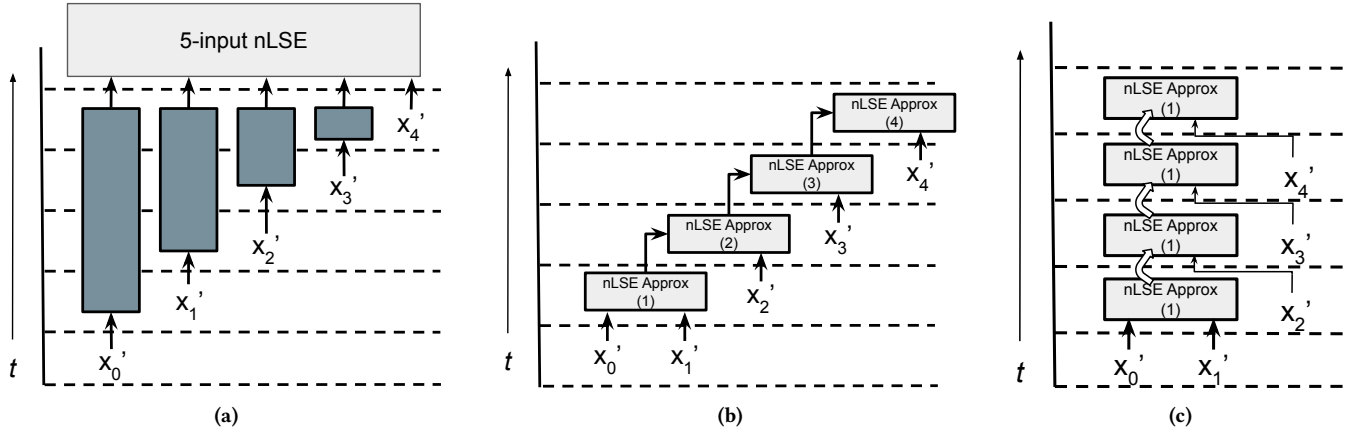 5-input nLSE
x₄'
x₃'
x₂'
x₁'
x₀'
t
(a)
nLSE Approx
(4)
x₄'
nLSE Approx
(3)
x₃'
nLSE Approx
(2)
x₂'
nLSE Approx
(1)
x₀' x₁'
t
(b)
nLSE Approx
(1)
x₄'
nLSE Approx
(1)
x₃'
nLSE Approx
(1)
x₂'
nLSE Approx
(1)
x₀' x₁'
t
(c)